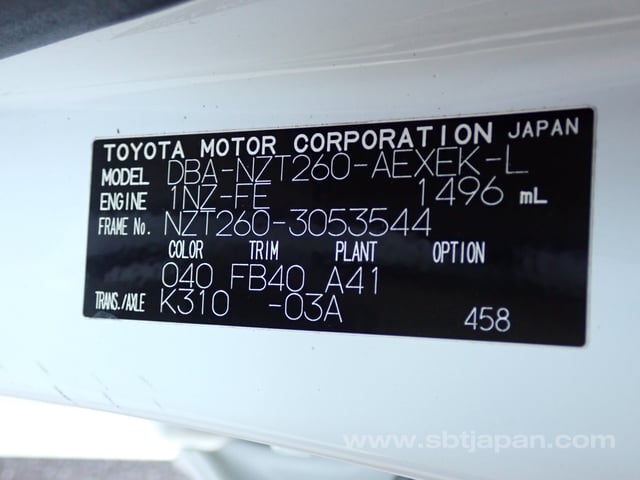 TOYOTA MOTOR CORPORATION JAPAN
MODEL DBA-NZT260-AEXEK-L
ENGINE 1NZ-FE 1496 mL
FRAME No. NZT260-3053544
COLOR TRIM PLANT OPTION
040 FB40 A41
TRANS./AXLE K310 -03A
458
www.sbtjapan.com